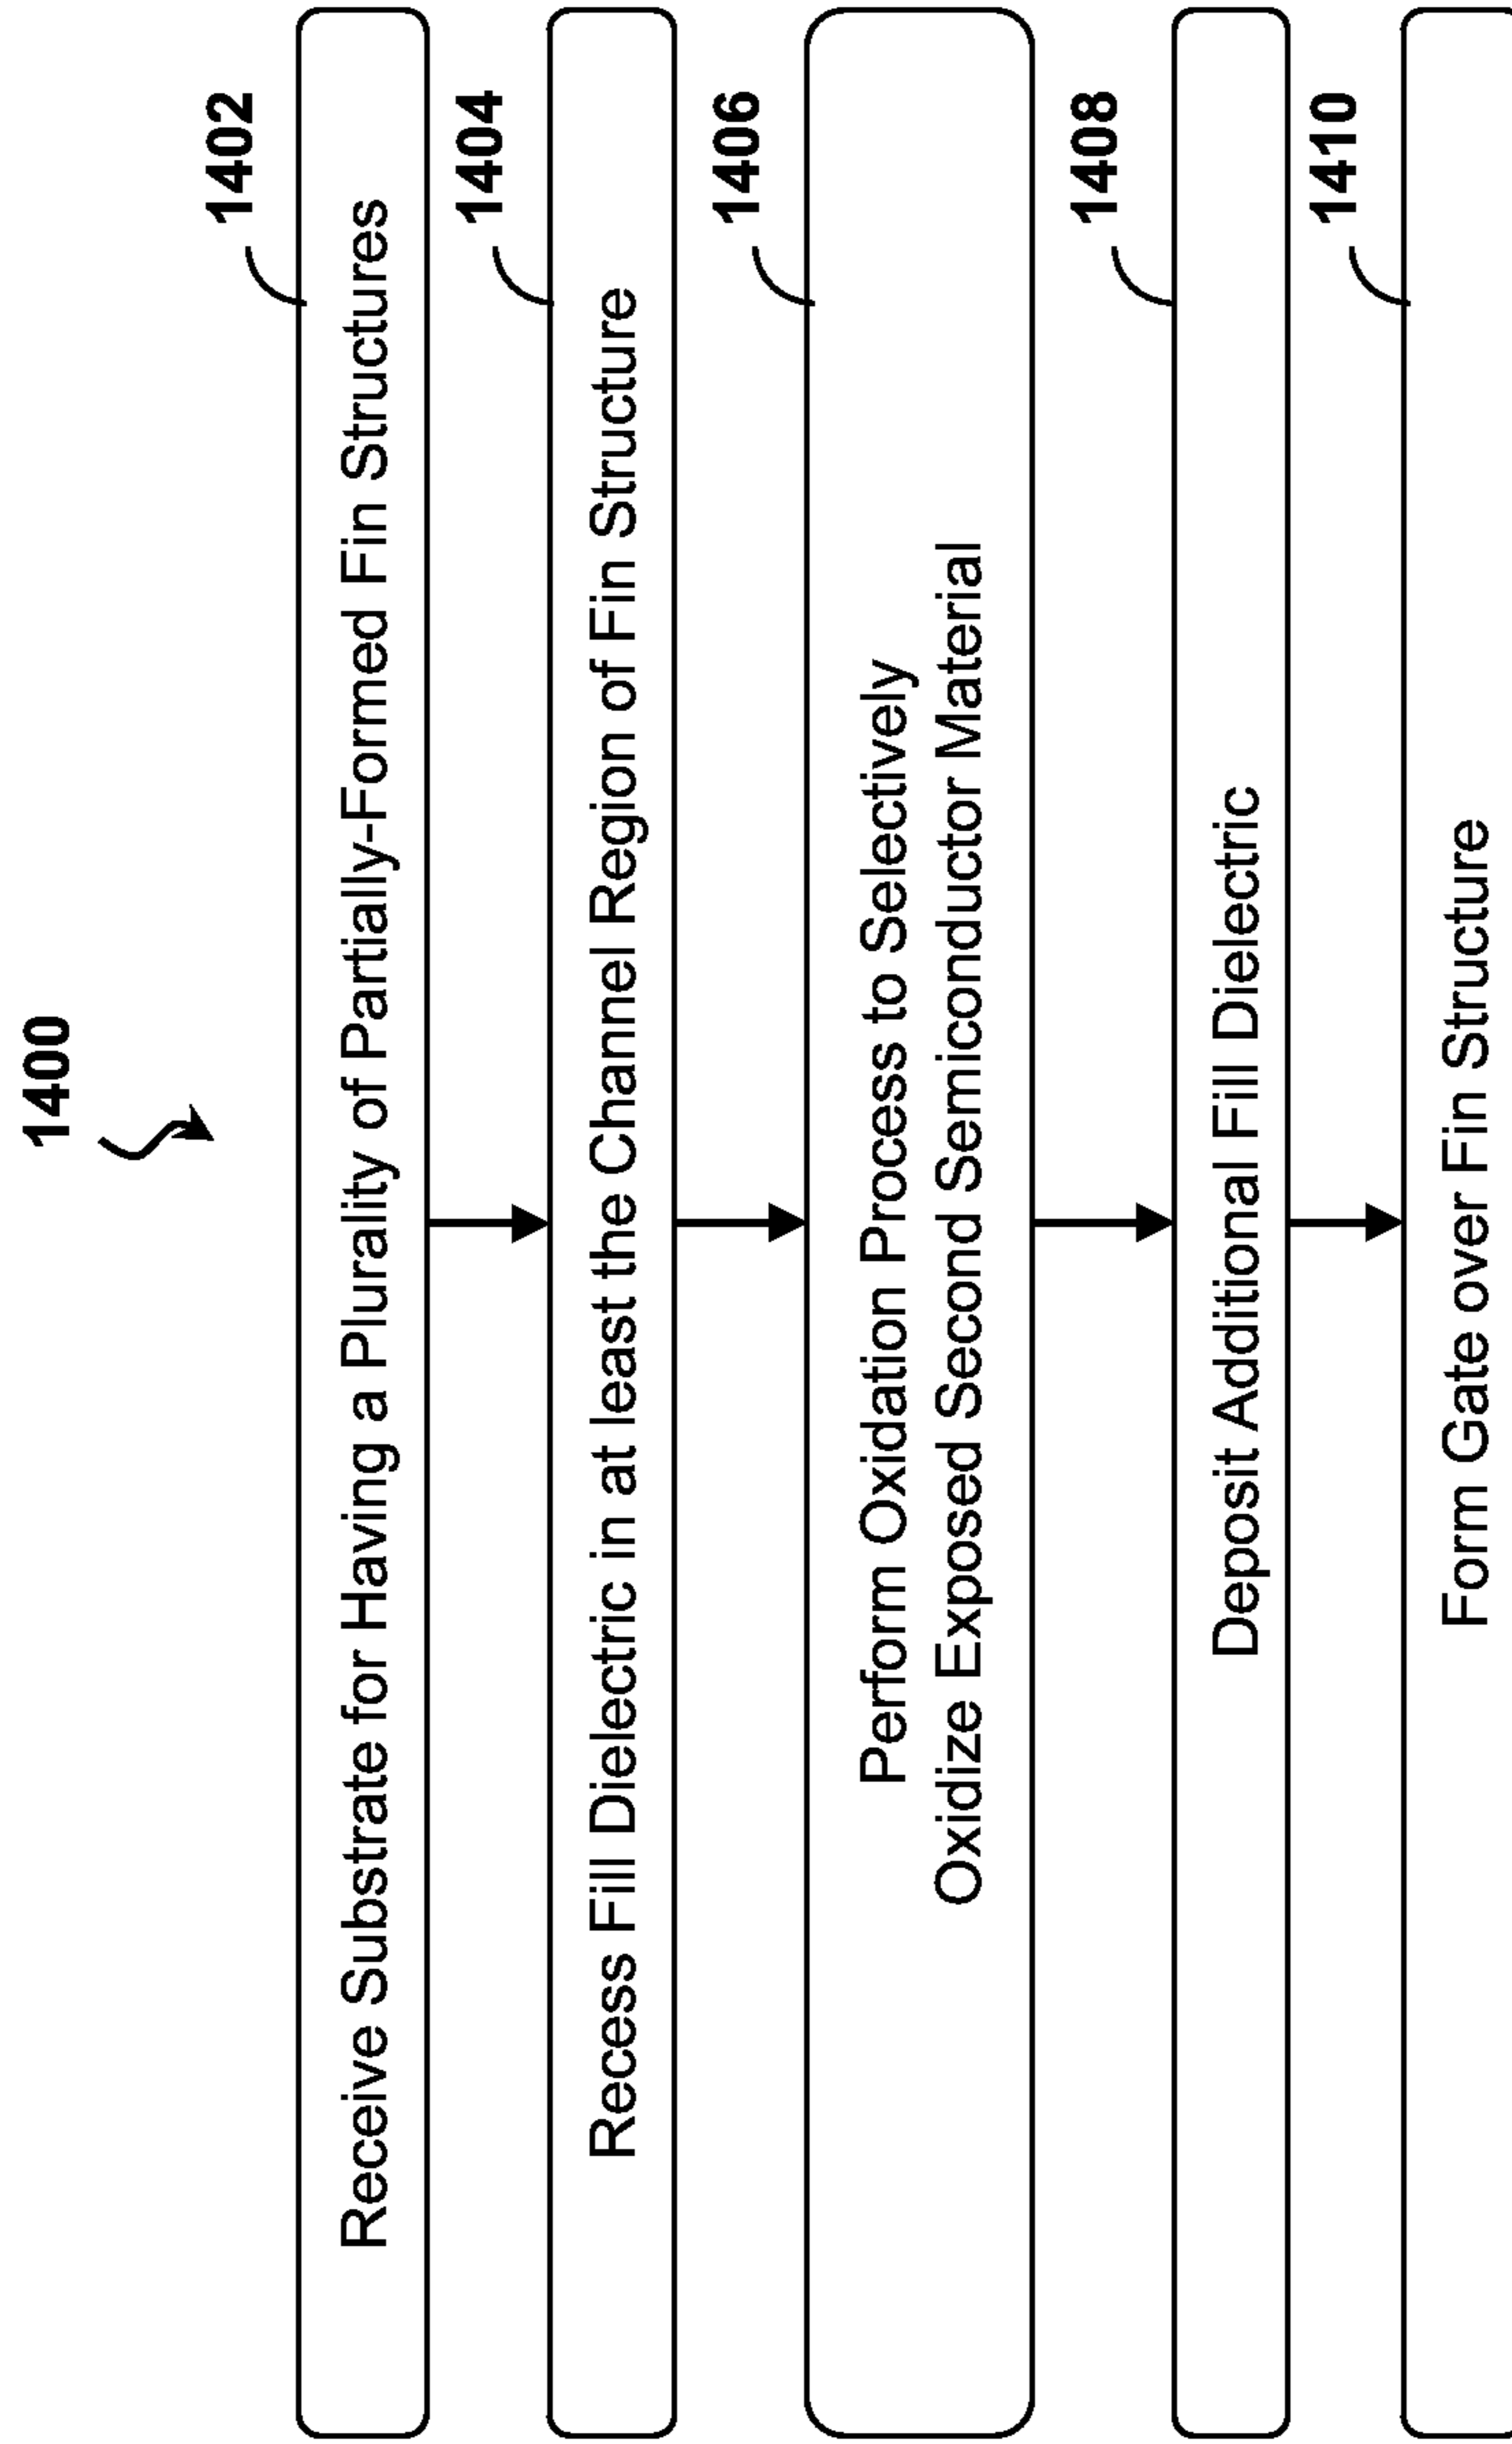 1400
1402
Receive Substrate for Having a Plurality of Partially-Formed Fin Structures
1404
Recess Fill Dielectric in at least the Channel Region of Fin Structure
1406
Perform Oxidation Process to Selectively
Oxidize Exposed Second Semiconductor Material
1408
Deposit Additional Fill Dielectric
1410
Form Gate over Fin Structure